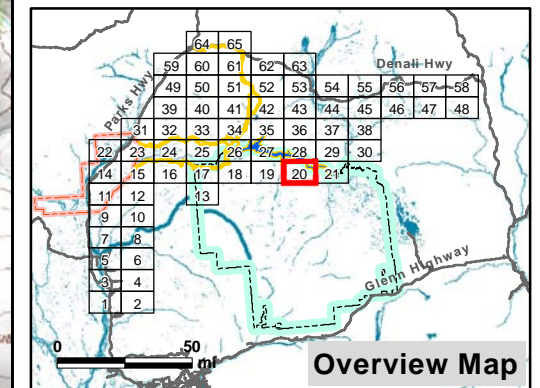 64 65
59 60 61 62 63
Denali Hwy
49 50 51 52 53 54 55 56 57 58
Parks Hwy
39 40 41 42 43 44 45 46 47 48
31 32 33 34 35 36 37 38
22 23 24 25 26 27 28 29 30
14 15 16 17 18 19 20 21
11 12 13
9 10
7 8
5 6
Glenn Highway
3 4
1 2
0 50
mi
Overview Map